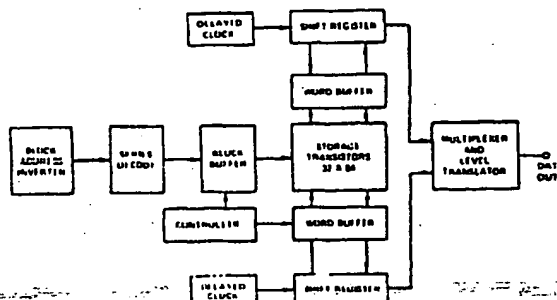 DELAYED
CLOCK
SHIFT REGISTER
WORD BUFFER
BLOCK
ADDRESS
INVERTER
SERIES
DECODE
BLOCK
BUFFER
STORAGE
TRANSISTORS
32 X 64
MULTIPLEXER
AND
LEVEL
TRANSLATOR
DATA
OUT
CONTROLLER
WORD BUFFER
DELAYED
CLOCK
SHIFT REGISTER